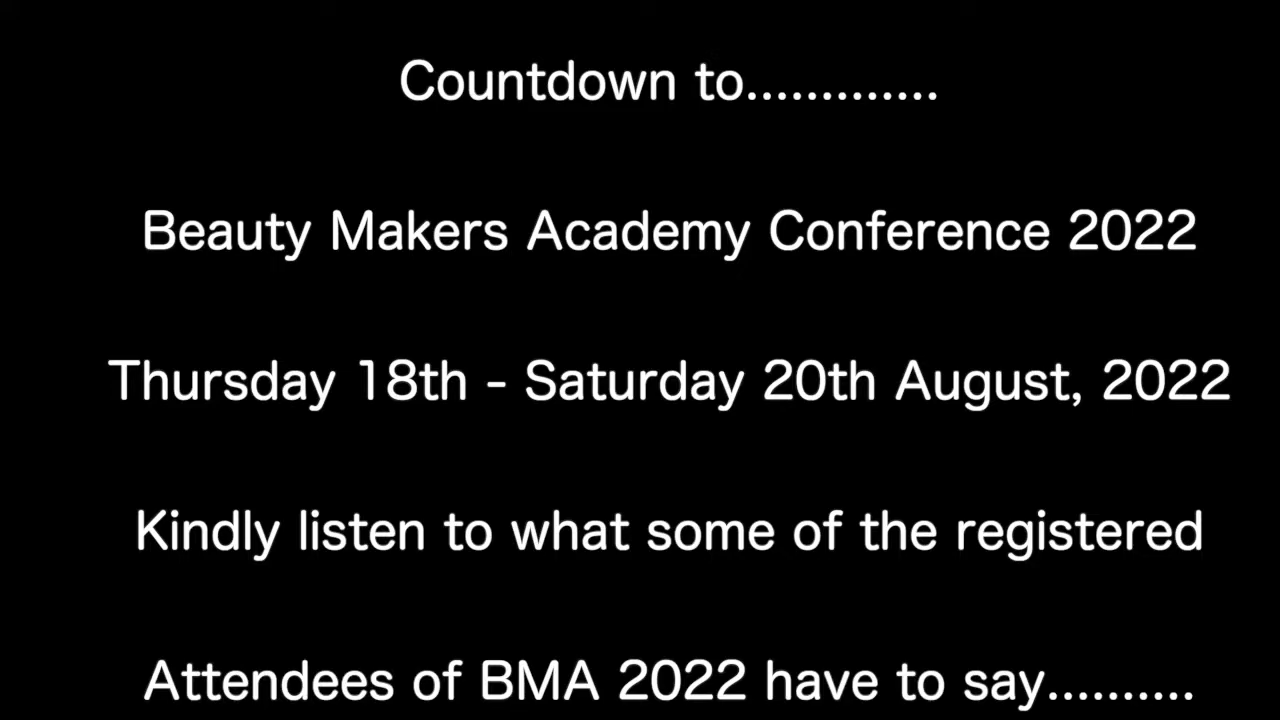 Countdown to.............
Beauty Makers Academy Conference 2022
Thursday 18th - Saturday 20th August, 2022
Kindly listen to what some of the registered
Attendees of BMA 2022 have to say..........